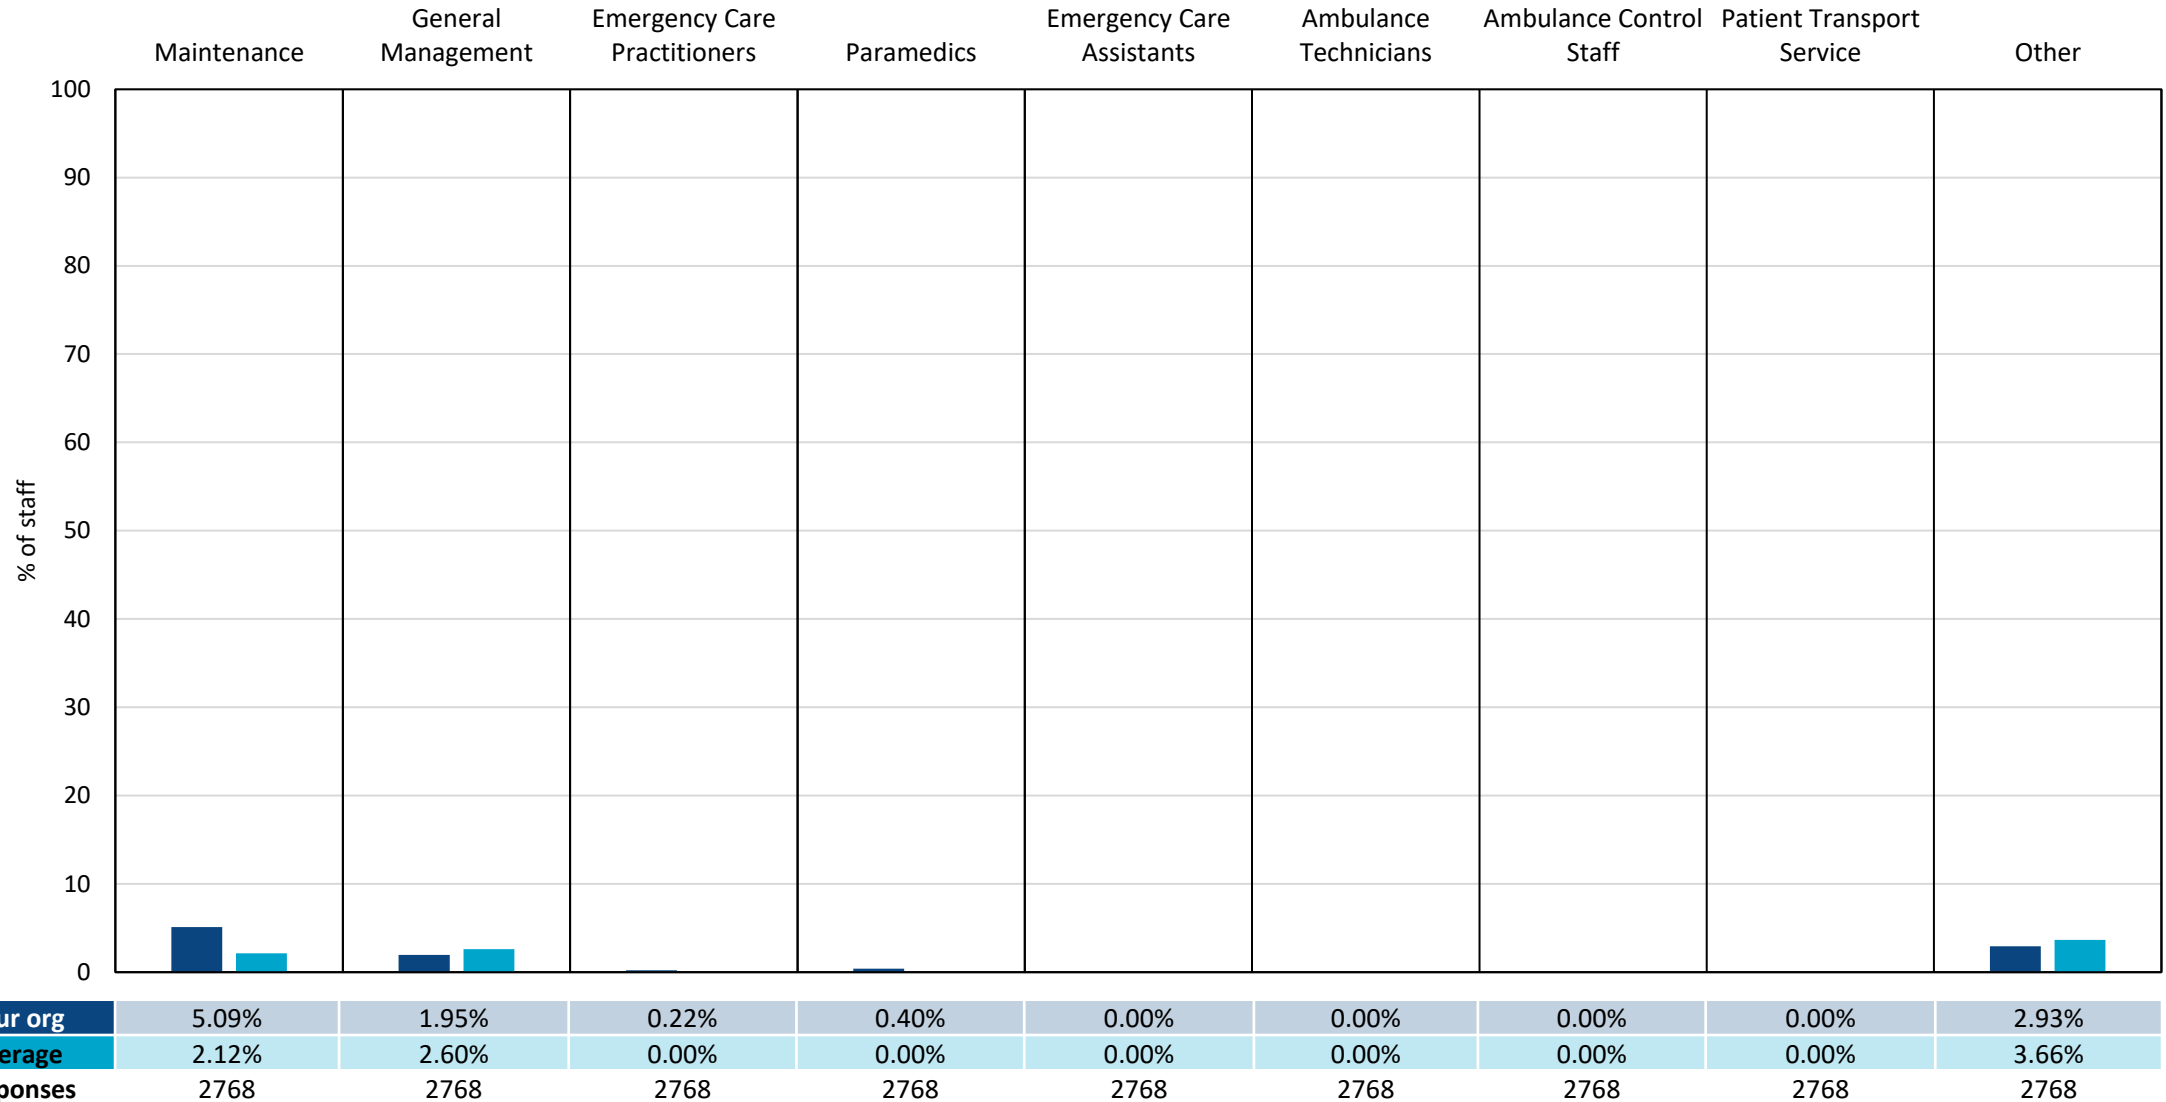 Maintenance
General
Management
Emergency Care
Practitioners
Paramedics
Emergency Care
Assistants
Ambulance
Technicians
Ambulance Control
Staff
Patient Transport
Service
Other
% of staff
100
90
80
70
60
50
40
30
20
10
0
ur org 5.09% 1.95% 0.22% 0.40% 0.00% 0.00% 0.00% 0.00% 2.93%
erage 2.12% 2.60% 0.00% 0.00% 0.00% 0.00% 0.00% 0.00% 3.66%
ponses 2768 2768 2768 2768 2768 2768 2768 2768 2768